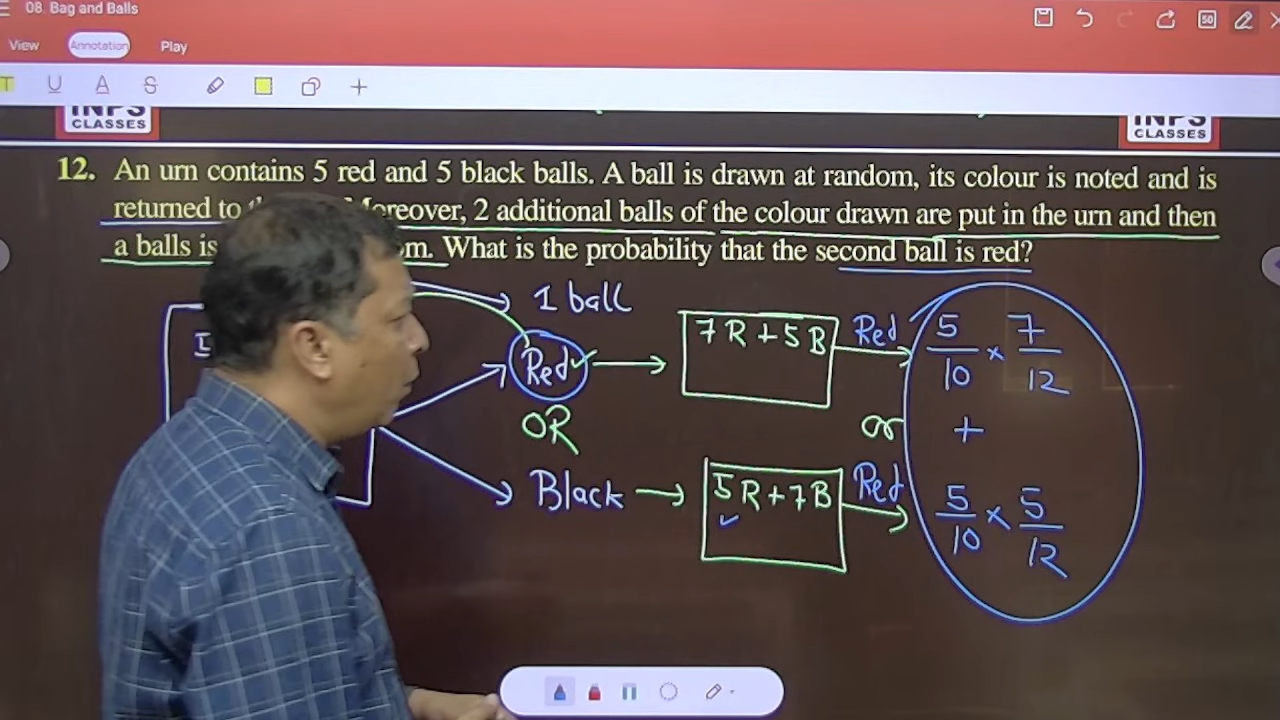 08. Bag and Balls
50
View Annotation Play
T U A S
INPS
CLASSES
INPS
CLASSES
12. An urn contains 5 red and 5 black balls. A ball is drawn at random, its colour is noted and is
returned to Moreover, 2 additional balls of the colour drawn are put in the urn and then
a balls is om. What is the probability that the second ball is red?
I ball
I
Red → 7R + 5B Red 5/10 × 7/12
OR or +
Black → 5R + 7B Red 5/10 × 5/12